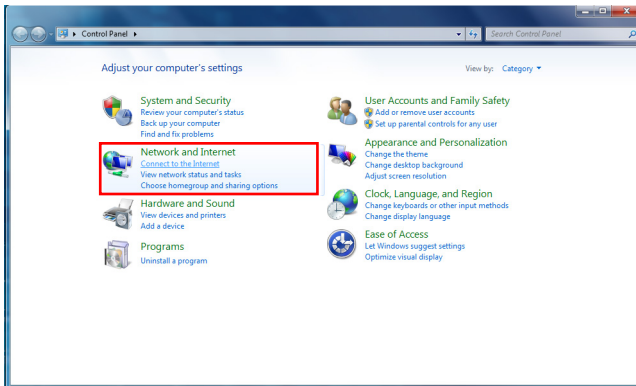 Control Panel
Search Control Panel
Adjust your computer's settings
View by: Category
System and Security
Review your computer's status
Back up your computer
Find and fix problems
Network and Internet
Connect to the Internet
View network status and tasks
Choose homegroup and sharing options
Hardware and Sound
View devices and printers
Add a device
Programs
Uninstall a program
User Accounts and Family Safety
Add or remove user accounts
Set up parental controls for any user
Appearance and Personalization
Change the theme
Change desktop background
Adjust screen resolution
Clock, Language, and Region
Change keyboards or other input methods
Change display language
Ease of Access
Let Windows suggest settings
Optimize visual display